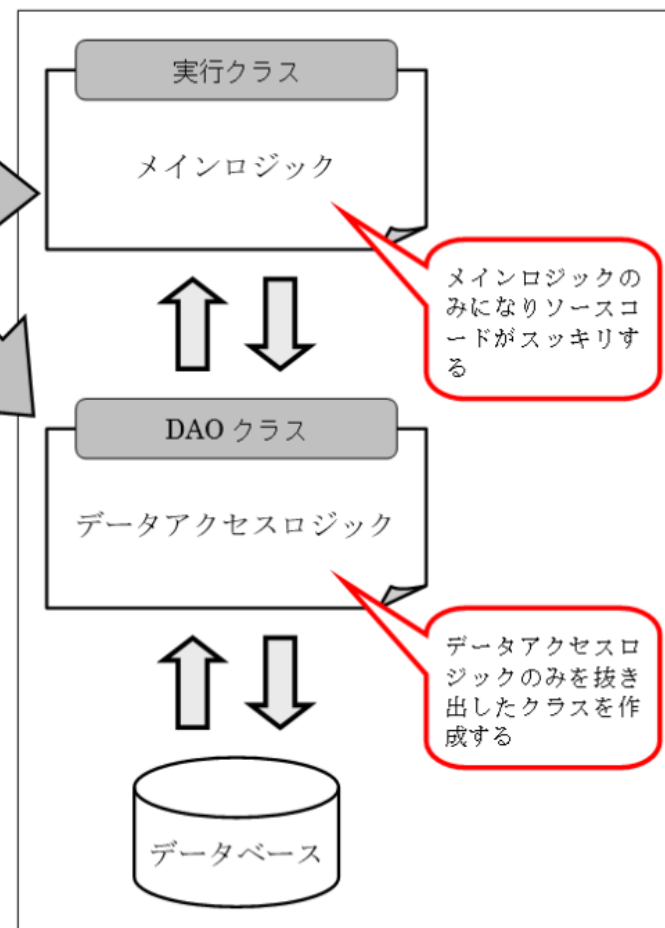 実行クラス
メインロジック
メインロジックの
みになりソースコ
ードがスッキリす
る
DAO クラス
データアクセスロジック
データアクセスロ
ジックのみを抜き
出したクラスを作
成する
データベース